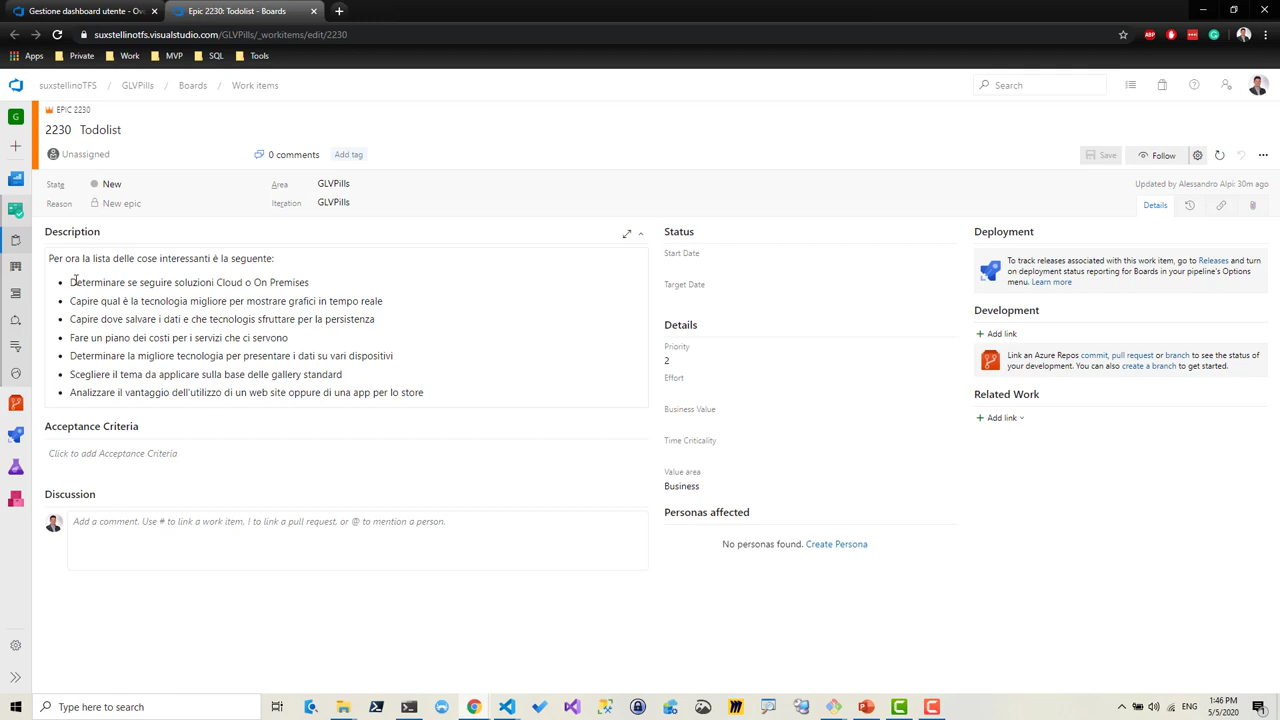 Gestione dashboard utente - Ov
Epic 2230: Todolist - Boards
suxstellinotfs.visualstudio.com/GLVPills/_workitems/edit/2230
Apps
Private
Work
MVP
SQL
Tools
suxstellinoTFS
GLVPills
Boards
Work items
Search
EPIC 2230
2230 Todolist
Unassigned
0 comments
Add tag
Save
Follow
State
New
Area
GLVPills
Updated by Alessandro Alpi: 30m ago
Reason
New epic
Iteration
GLVPills
Details
Description
Per ora la lista delle cose interessanti è la seguente:
Determinare se seguire soluzioni Cloud o On Premises
Capire qual è la tecnologia migliore per mostrare grafici in tempo reale
Capire dove salvare i dati e che tecnologis sfruttare per la persistenza
Fare un piano dei costi per i servizi che ci servono
Determinare la migliore tecnologia per presentare i dati su vari dispositivi
Scegliere il tema da applicare sulla base delle gallery standard
Analizzare il vantaggio dell'utilizzo di un web site oppure di una app per lo store
Acceptance Criteria
Click to add Acceptance Criteria
Discussion
Add a comment. Use # to link a work item, ! to link a pull request, or @ to mention a person.
Status
Start Date
Target Date
Details
Priority
2
Effort
Business Value
Time Criticality
Value area
Business
Personas affected
No personas found. Create Persona
Deployment
To track releases associated with this work item, go to Releases and turn
on deployment status reporting for Boards in your pipeline's Options
menu. Learn more
Development
Add link
Link an Azure Repos commit, pull request or branch to see the status of
your development. You can also create a branch to get started.
Related Work
Add link
G
Type here to search
ENG
1:46 PM
5/5/2020